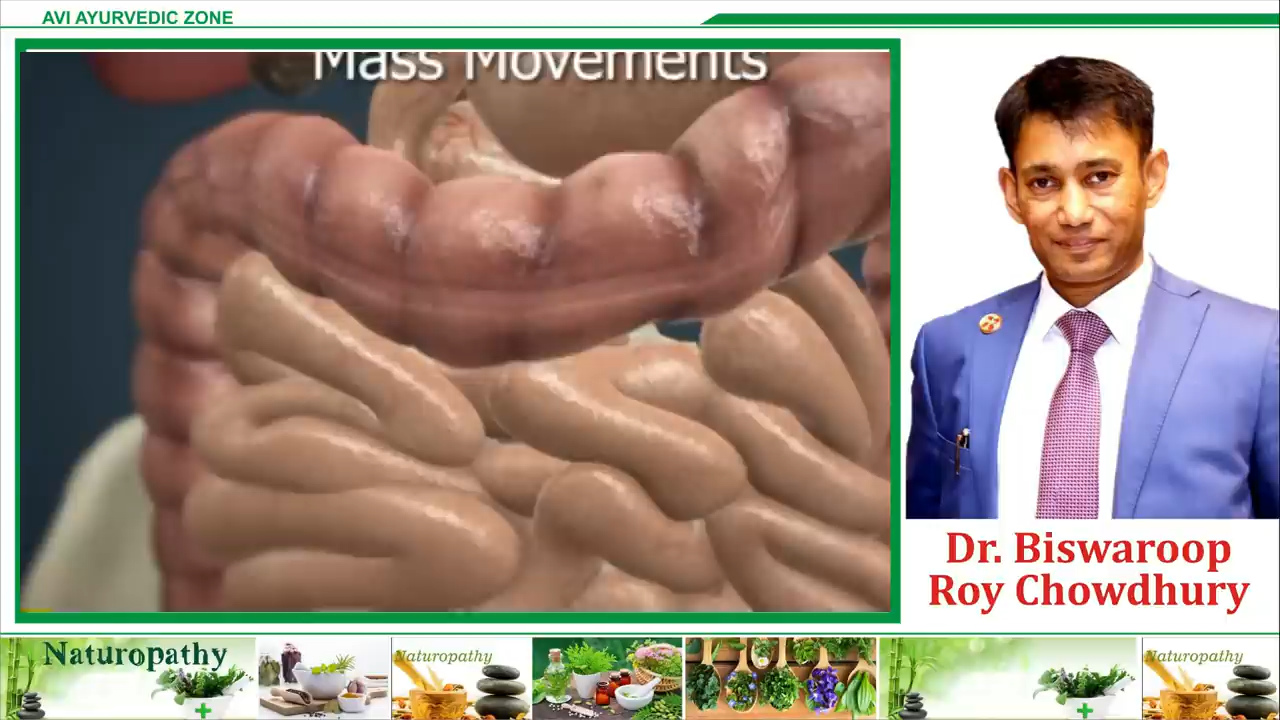 AVI AYURVEDIC ZONE
Mass Movements
Dr. Biswaroop
Roy Chowdhury
Naturopathy
Naturopathy
Naturopathy